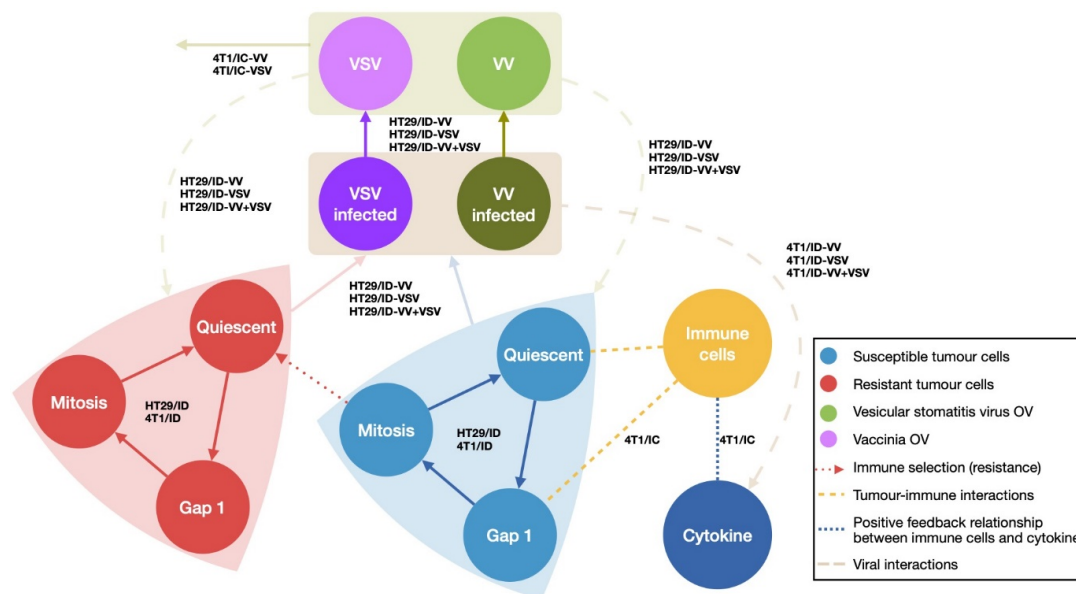 VSV
VV
4T1/IC-VV
4TI/IC-VSV
HT29/ID-VV
HT29/ID-VSV
HT29/ID-VV+VSV
HT29/ID-VV
HT29/ID-VSV
HT29/ID-VV+VSV
HT29/ID-VV
HT29/ID-VSV
HT29/ID-VV+VSV
VSV
infected
VV
infected
4T1/ID-VV
4T1/ID-VSV
4T1/ID-VV+VSV
HT29/ID-VV
HT29/ID-VSV
HT29/ID-VV+VSV
Quiescent
Mitosis
HT29/ID
4T1/ID
Gap 1
Quiescent
Mitosis
HT29/ID
4T1/ID
Gap 1
Immune
cells
4T1/IC
4T1/IC
Cytokine
Susceptible tumour cells
Resistant tumour cells
Vesicular stomatitis virus OV
Vaccinia OV
Immune selection (resistance)
Tumour-immune interactions
Positive feedback relationship
between immune cells and cytokine
Viral interactions